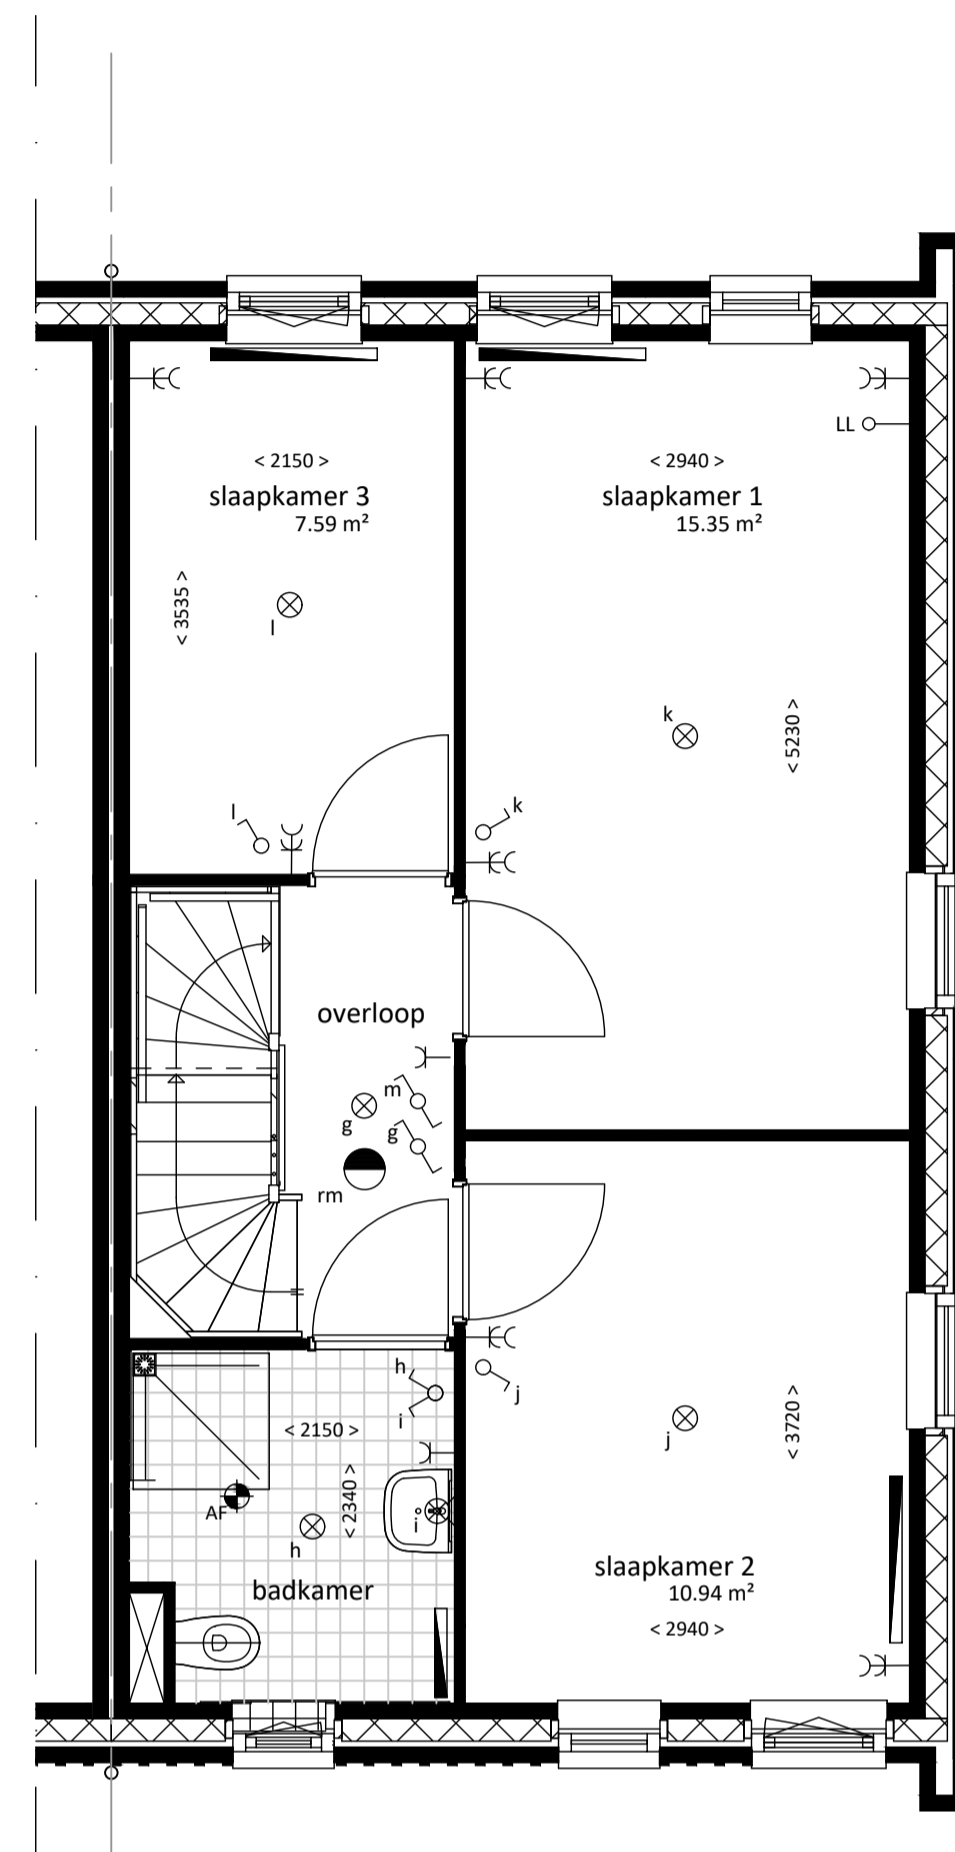 LL
< 2150 >
slaapkamer 3
7.59 m²
< 2940 >
slaapkamer 1
15.35 m²
< 3535 >
l
k
< 5230 >
l
k
overloop
m
g
g
rm
h
i
j
< 2150 >
j
< 3720 >
< 2340 >
AF
i
h
slaapkamer 2
10.94 m²
badkamer
< 2940 >